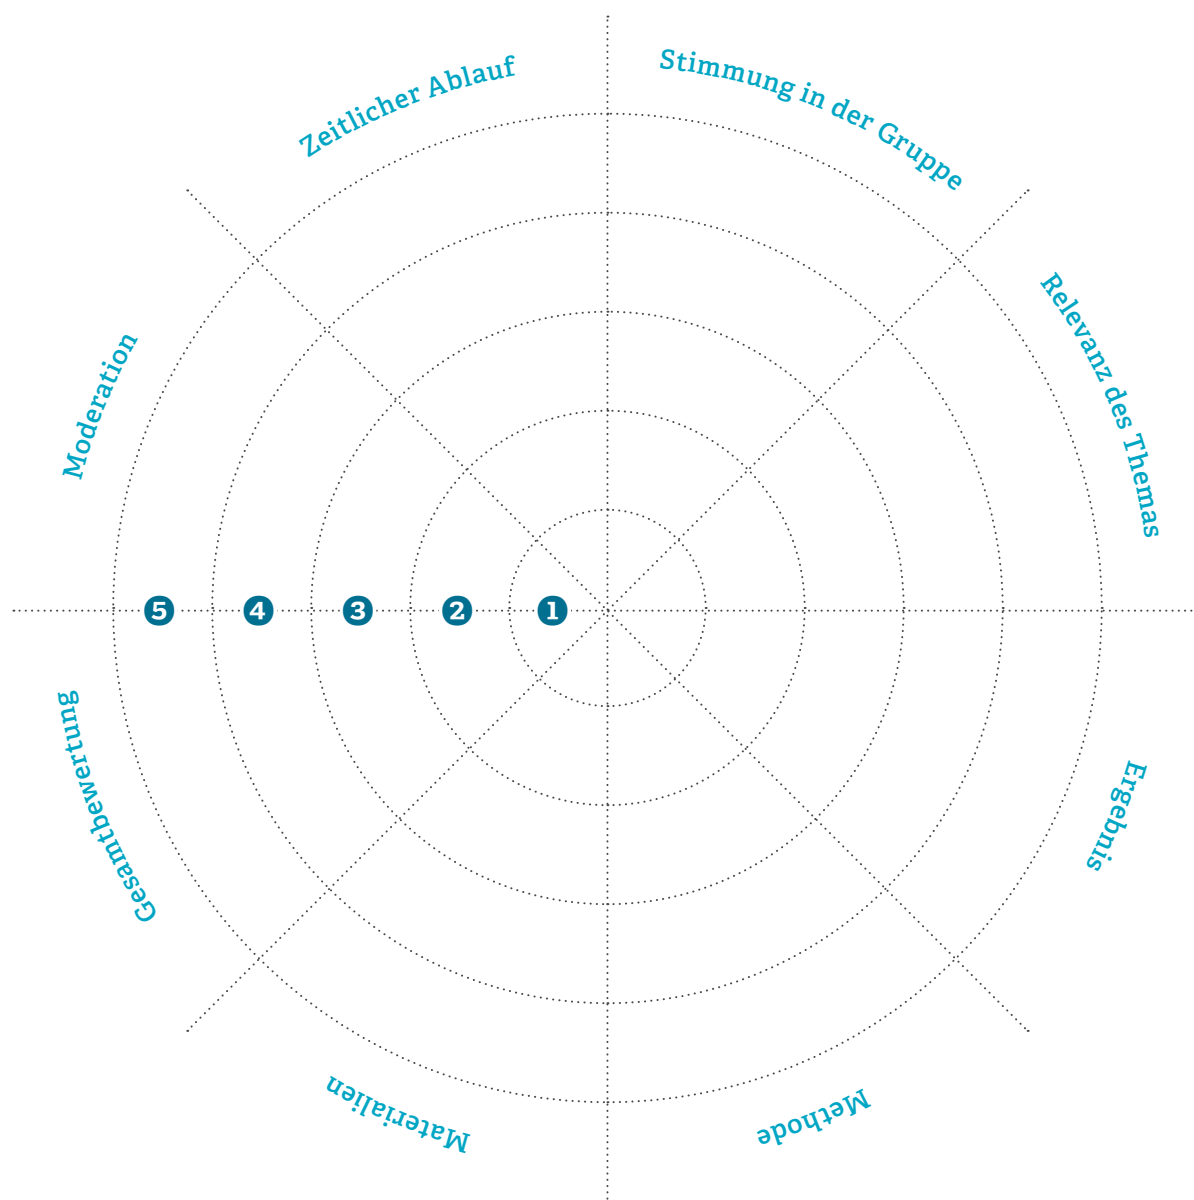 Zeitlicher Ablauf
Stimmung in der Gruppe
Relevanz des Themas
Ergebnis
Methode
Materialien
Gesamtbewertung
Moderation
5
4
3
2
1